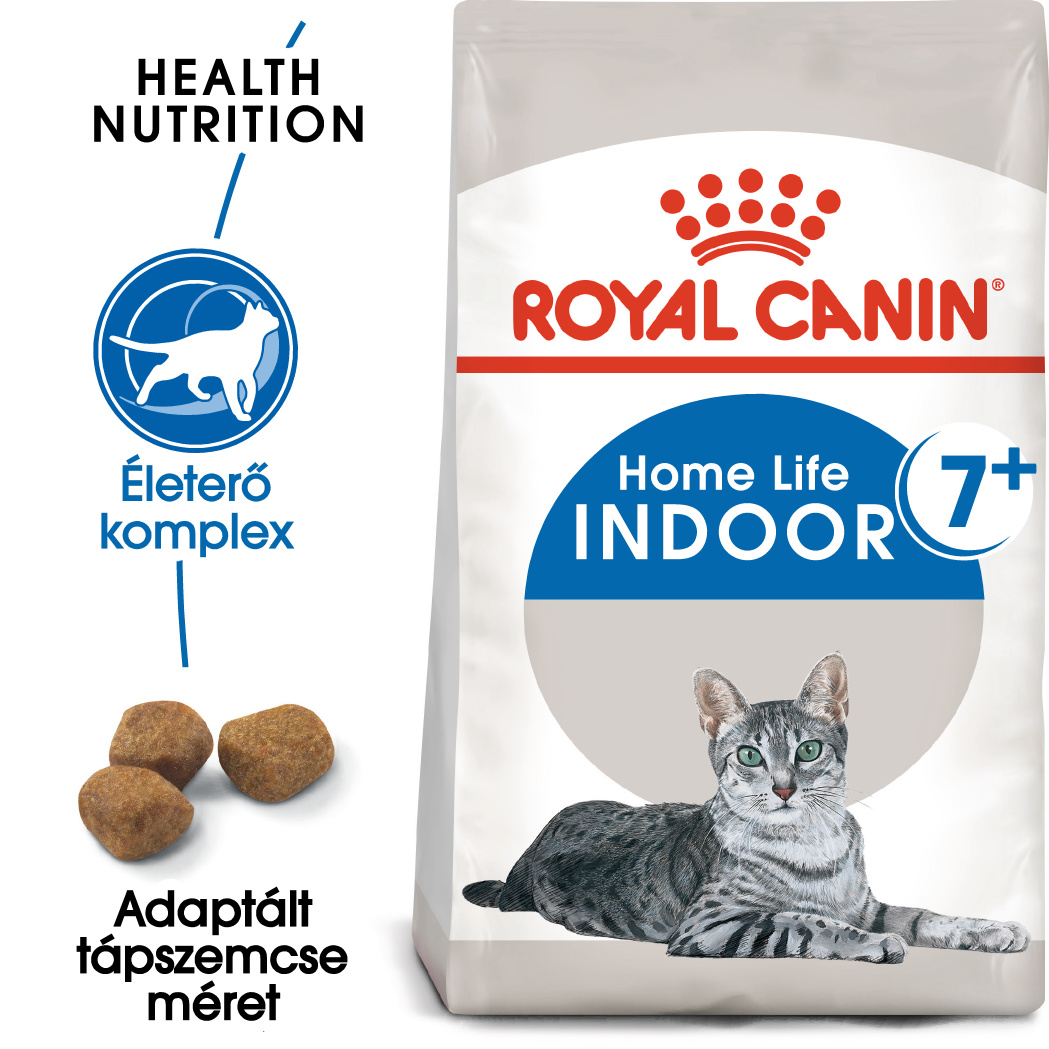 HEALTH
NUTRITION
Életerő
komplex
Adaptált
tápszemcse
méret
ROYAL CANIN®
Home Life
INDOOR
7+